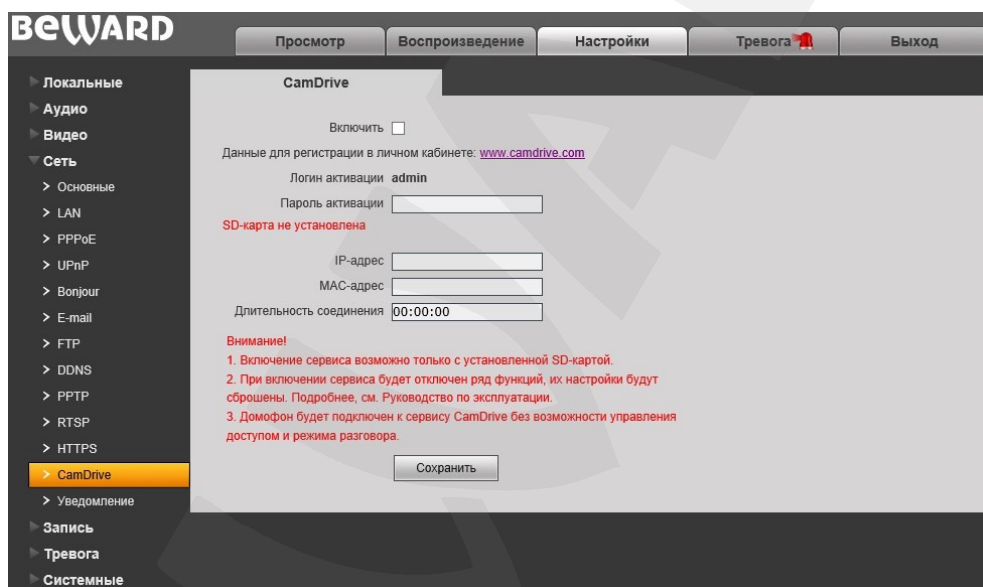 BEWARD
Просмотр
Воспроизведение
Настройки
Тревога
Выход
Локальные
Аудио
Видео
Сеть
Основные
LAN
PPPoE
UPnP
Bonjour
E-mail
FTP
DDNS
PPTP
RTSP
HTTPS
CamDrive
Уведомление
Запись
Тревога
Системные
CamDrive
Включить
Данные для регистрации в личном кабинете: www.camdrive.com
Логин активации admin
Пароль активации
SD-карта не установлена
IP-адрес
MAC-адрес
Длительность соединения 00:00:00
Внимание!
1. Включение сервиса возможно только с установленной SD-картой.
2. При включении сервиса будет отключен ряд функций, их настройки будут
сброшены. Подробнее, см. Руководство по эксплуатации.
3. Домофон будет подключен к сервису CamDrive без возможности управления
доступом и режима разговора.
Сохранить